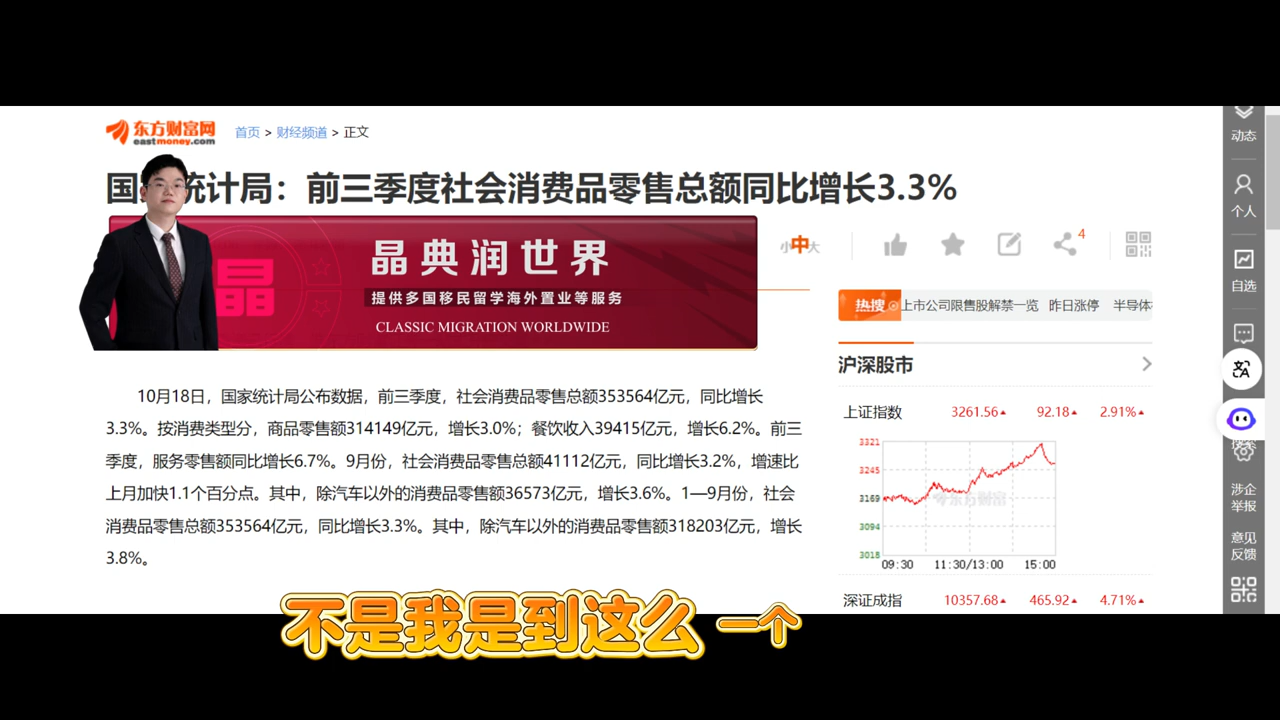 东方财富网
eastmoney.com
首页 > 财经频道 > 正文
国 统计局：前三季度社会消费品零售总额同比增长3.3%
晶
晶典润世界
提供多国移民留学海外置业等服务
CLASSIC MIGRATION WORLDWIDE
小中大
4
10月18日，国家统计局公布数据，前三季度，社会消费品零售总额353564亿元，同比增长
3.3%。按消费类型分，商品零售额314149亿元，增长3.0%；餐饮收入39415亿元，增长6.2%。前三
季度，服务零售额同比增长6.7%。9月份，社会消费品零售总额41112亿元，同比增长3.2%，增速比
上月加快1.1个百分点。其中，除汽车以外的消费品零售额36573亿元，增长3.6%。1—9月份，社会
消费品零售总额353564亿元，同比增长3.3%。其中，除汽车以外的消费品零售额318203亿元，增长
3.8%。
热搜 上市公司限售股解禁一览 昨日涨停 半导体
沪深股市
上证指数 3261.56 92.18 2.91%
3321
3245
3169
3094
3018
东方财富
09:30 11:30/13:00 15:00
深证成指 10357.68 465.92 4.71%
动态
个人
自选
涉企
举报
意见
反馈
不是我是到这么一个